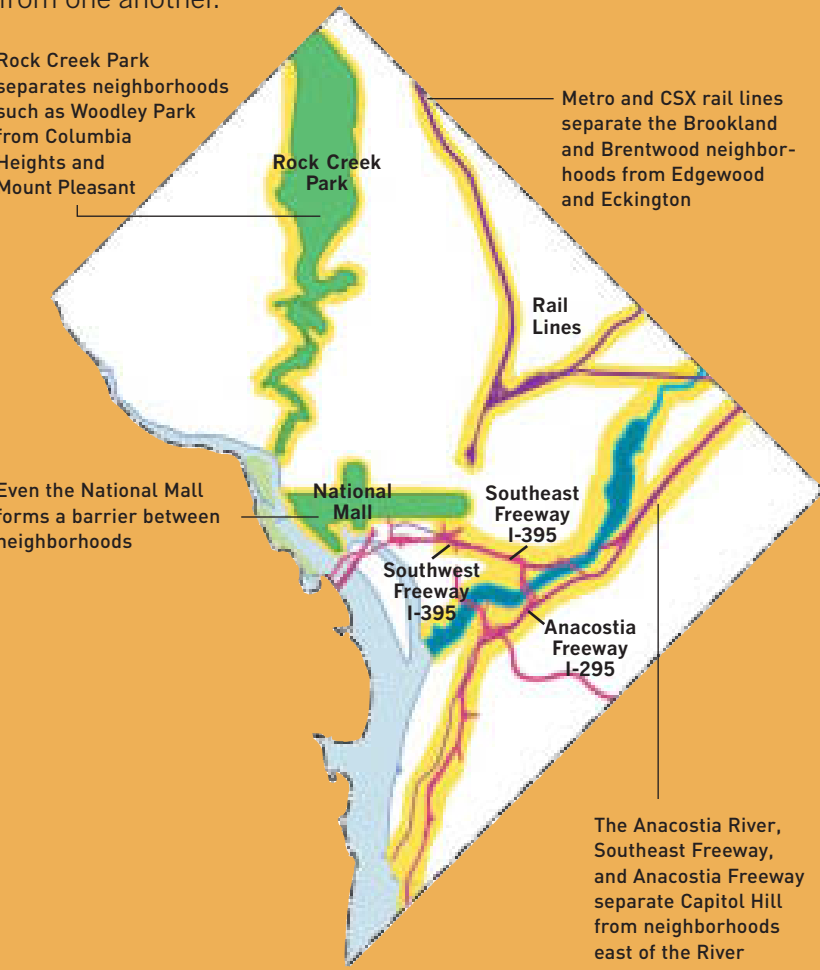 from one another.
Rock Creek Park
separates neighborhoods
such as Woodley Park
from Columbia
Heights and
Mount Pleasant
Rock Creek
Park
Metro and CSX rail lines
separate the Brookland
and Brentwood neighbor-
hoods from Edgewood
and Eckington
Rail
Lines
Even the National Mall
forms a barrier between
neighborhoods
National
Mall
Southeast
Freeway
I-395
Southwest
Freeway
I-395
Anacostia
Freeway
I-295
The Anacostia River,
Southeast Freeway,
and Anacostia Freeway
separate Capitol Hill
from neighborhoods
east of the River